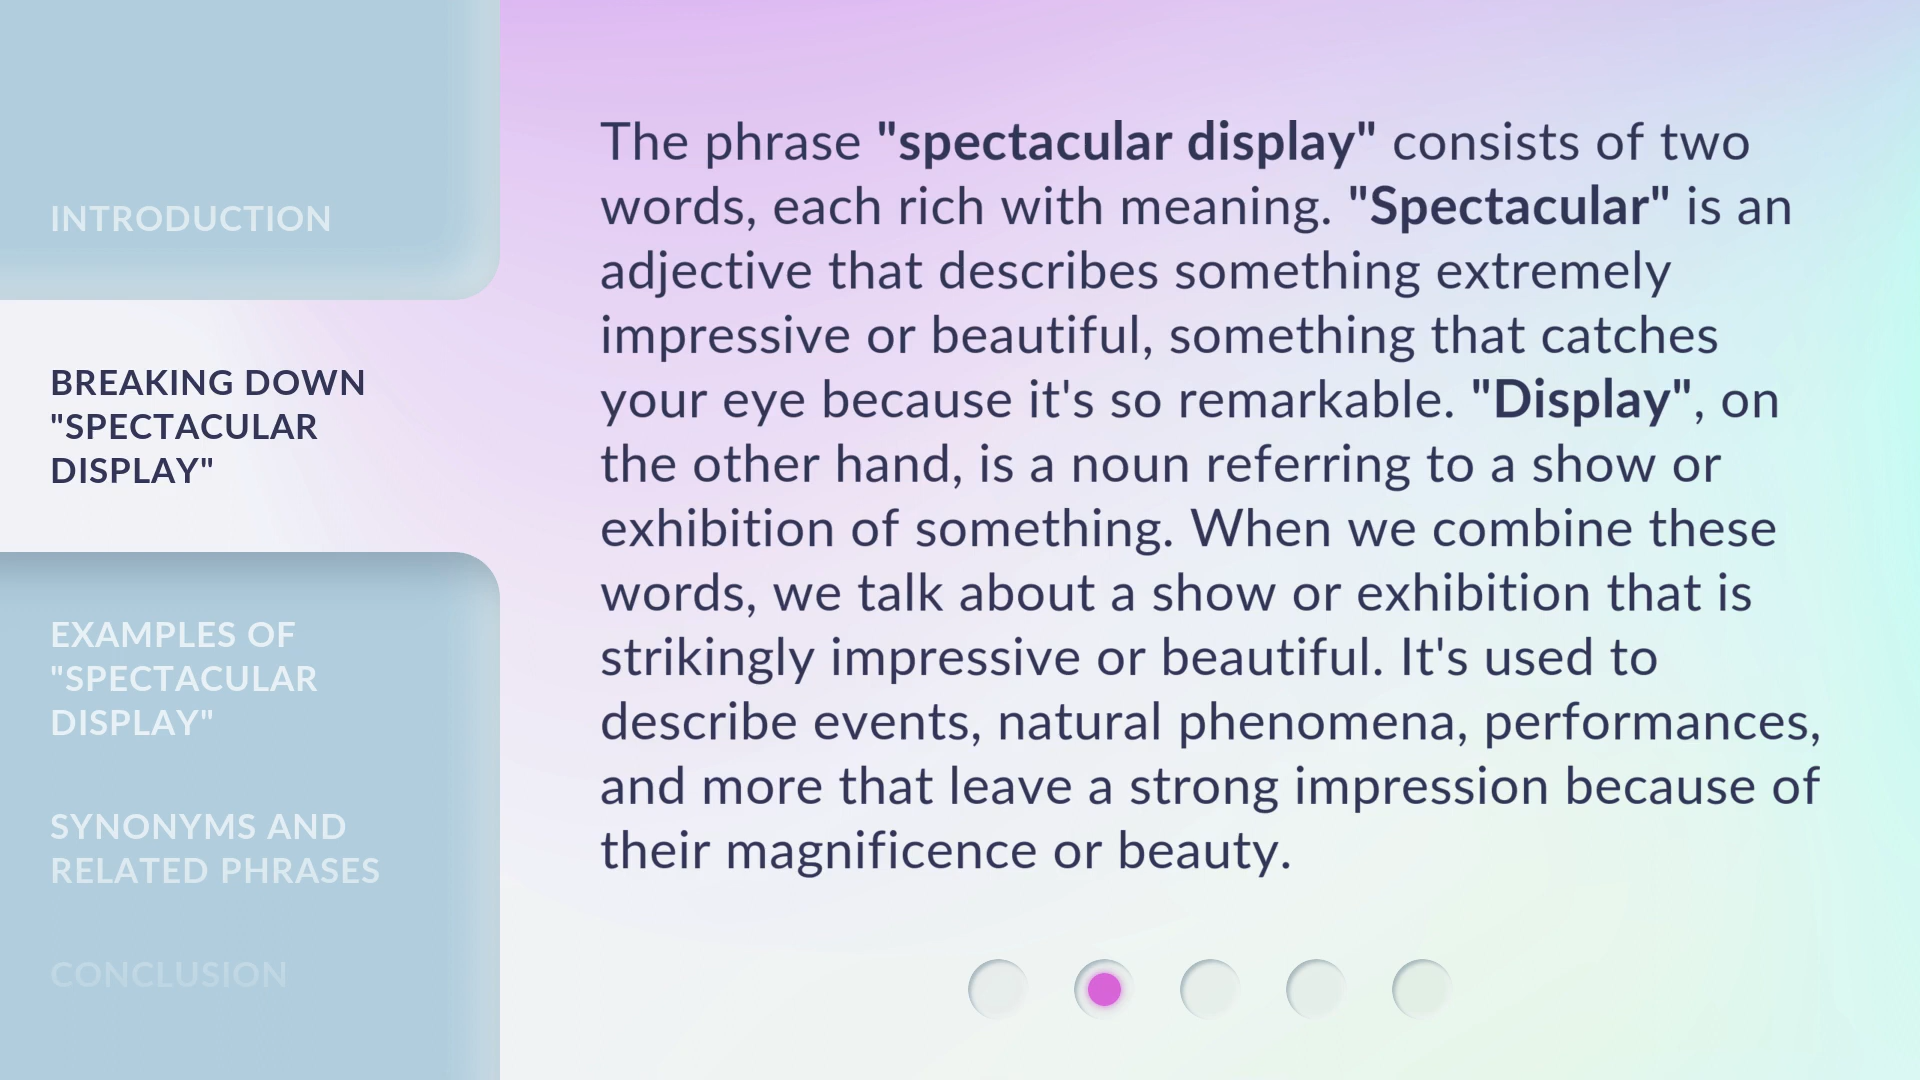 INTRODUCTION
BREAKING DOWN
"SPECTACULAR
DISPLAY"
EXAMPLES OF
"SPECTACULAR
DISPLAY"
SYNONYMS AND
RELATED PHRASES
CONCLUSION
The phrase "spectacular display" consists of two
words, each rich with meaning. "Spectacular" is an
adjective that describes something extremely
impressive or beautiful, something that catches
your eye because it's so remarkable. "Display", on
the other hand, is a noun referring to a show or
exhibition of something. When we combine these
words, we talk about a show or exhibition that is
strikingly impressive or beautiful. It's used to
describe events, natural phenomena, performances,
and more that leave a strong impression because of
their magnificence or beauty.